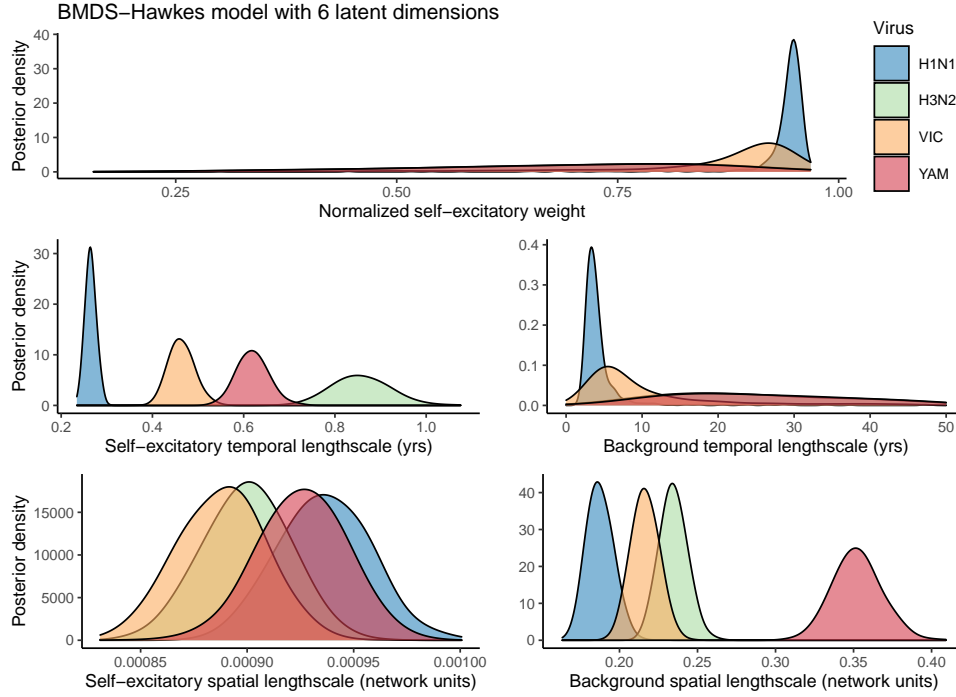 BMDS−Hawkes model with 6 latent dimensions
Posterior density
40
30
20
10
0
0.25 0.50 0.75 1.00
Normalized self−excitatory weight
Virus
H1N1
H3N2
VIC
YAM
Posterior density
30
20
10
0
0.2 0.4 0.6 0.8 1.0
Self−excitatory temporal lengthscale (yrs)
0.4
0.3
0.2
0.1
0.0
0 10 20 30 40 50
Background temporal lengthscale (yrs)
Posterior density
15000
10000
5000
0
0.00085 0.00090 0.00095 0.00100
Self−excitatory spatial lengthscale (network units)
40
30
20
10
0
0.20 0.25 0.30 0.35 0.40
Background spatial lengthscale (network units)